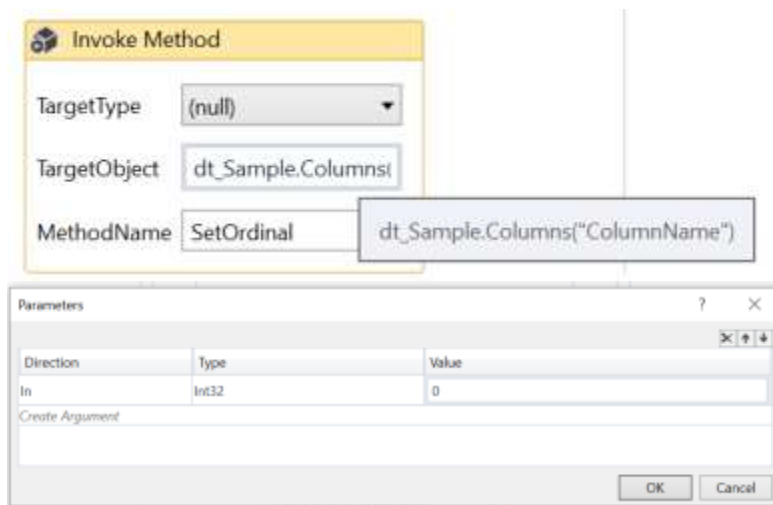 Invoke Method
TargetType (null)
TargetObject dt_Sample.Columns(
MethodName SetOrdinal dt_Sample.Columns("ColumnName")
Parameters ?
Direction Type Value
In Int32 0
Create Argument
OK Cancel